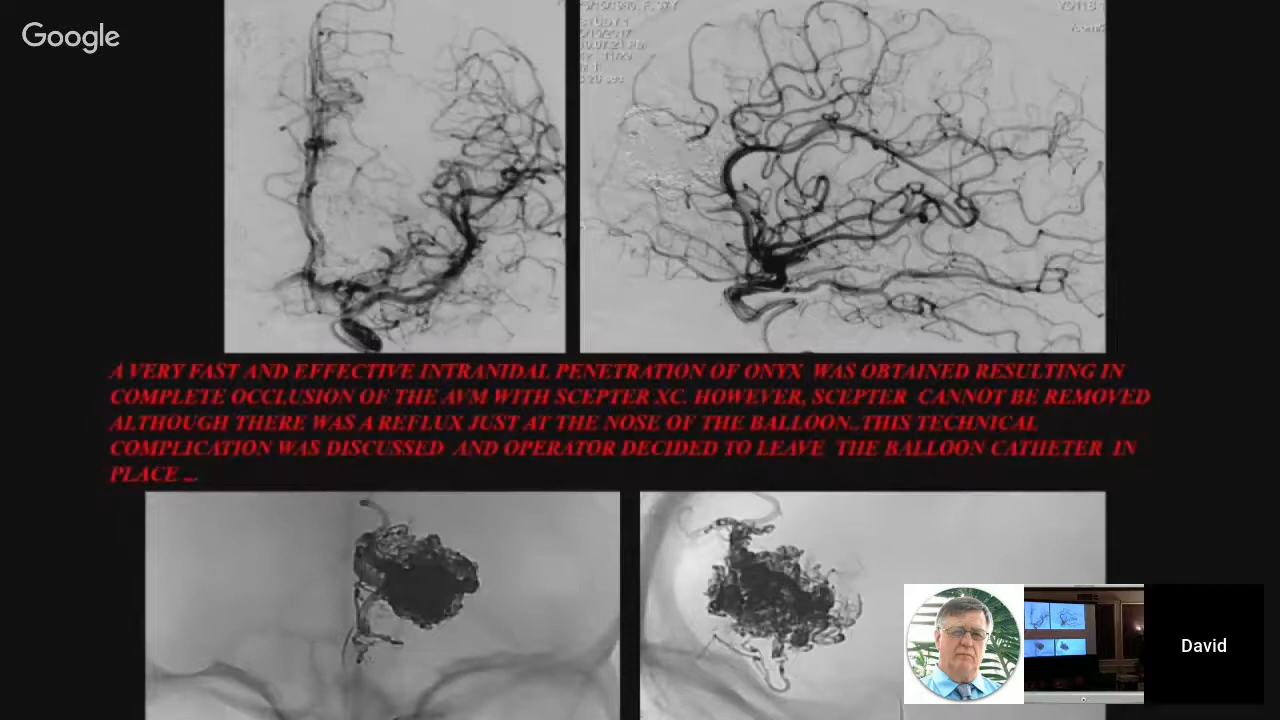 Google
STUDY 1
A VERY FAST AND EFFECTIVE INTRANIDAL PENETRATION OF ONYX WAS OBTAINED RESULTING IN
COMPLETE OCCLUSION OF THE AVM WITH SCEPTER XC. HOWEVER, SCEPTER CANNOT BE REMOVED
ALTHOUGH THERE WAS A REFLUX JUST AT THE NOSE OF THE BALLOON..THIS TECHNICAL
COMPLICATION WAS DISCUSSED AND OPERATOR DECIDED TO LEAVE THE BALLOON CATHETER IN
PLACE ...
David